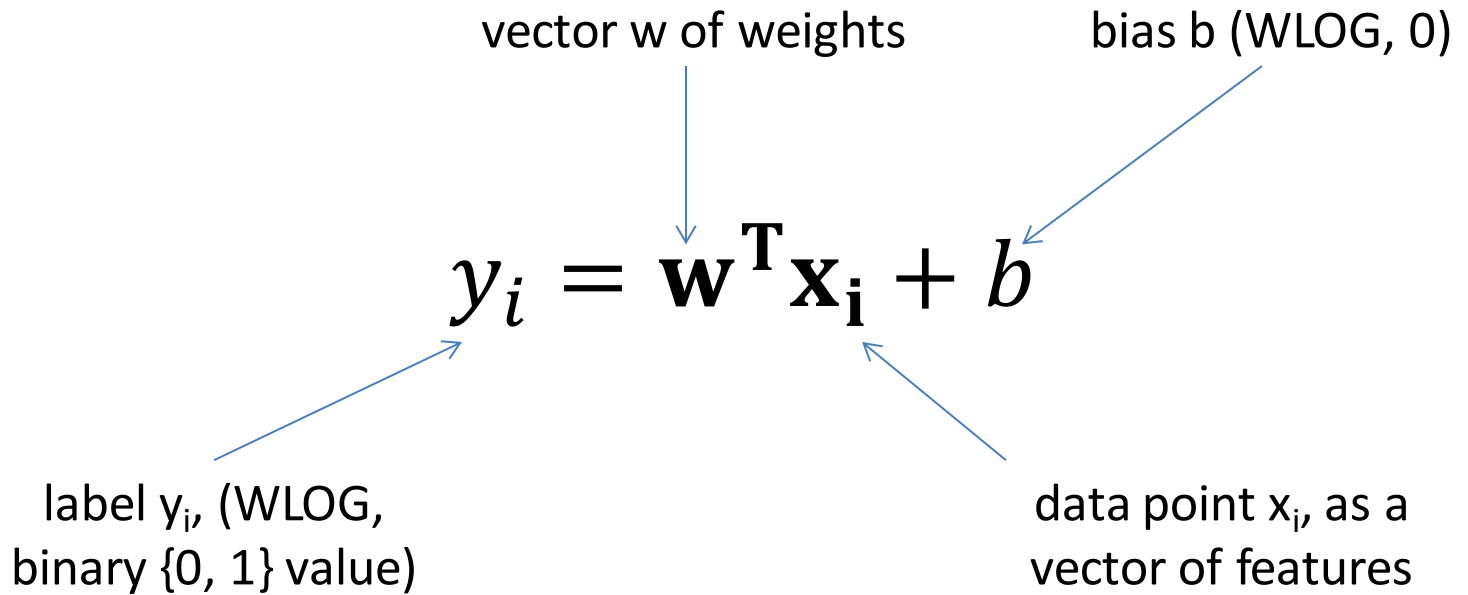 vector w of weights
bias b (WLOG, 0)
yᵢ = 𝐰ᵀ𝐱ᵢ + b
label yᵢ, (WLOG,
binary {0, 1} value)
data point xᵢ, as a
vector of features